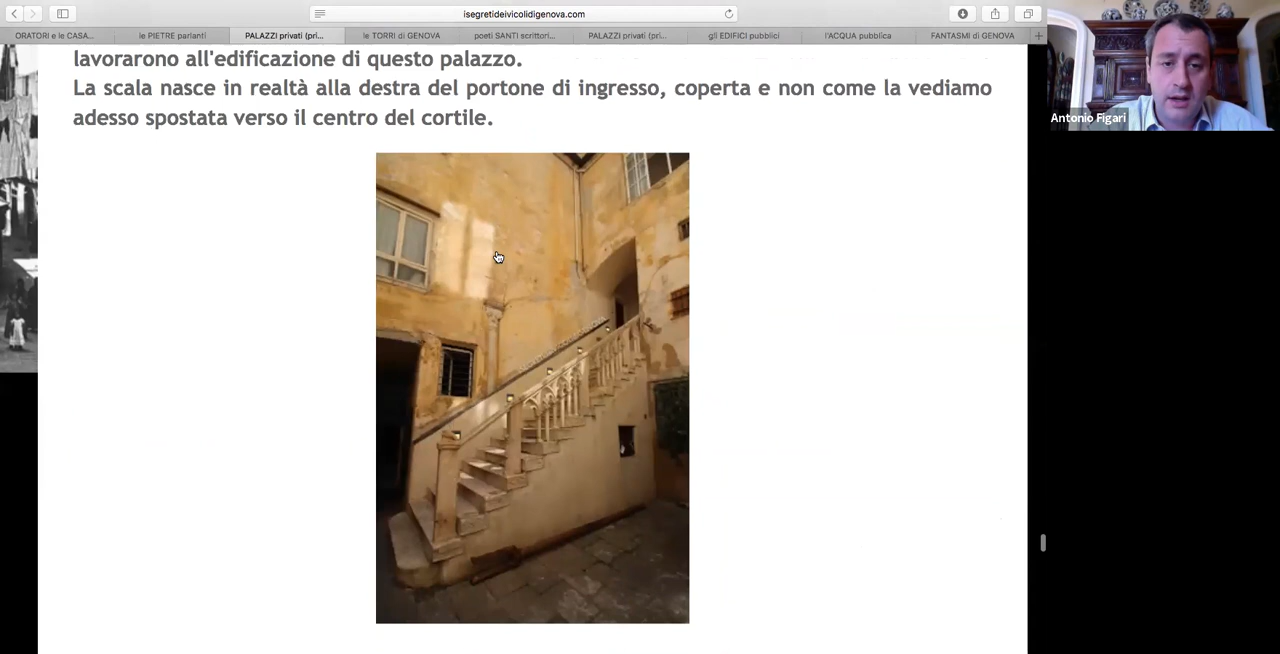 isegretideivicolidigenova.com
ORATORI e le CASA...
le PIETRE parlanti
PALAZZI privati (pri...
le TORRI di GENOVA
poeti SANTI scrittori...
PALAZZI privati (pri...
gli EDIFICI pubblici
l'ACQUA pubblica
FANTASMI di GENOVA
Antonio Figari
lavorarono all'edificazione di questo palazzo.
La scala nasce in realtà alla destra del portone di ingresso, coperta e non come la vediamo
adesso spostata verso il centro del cortile.